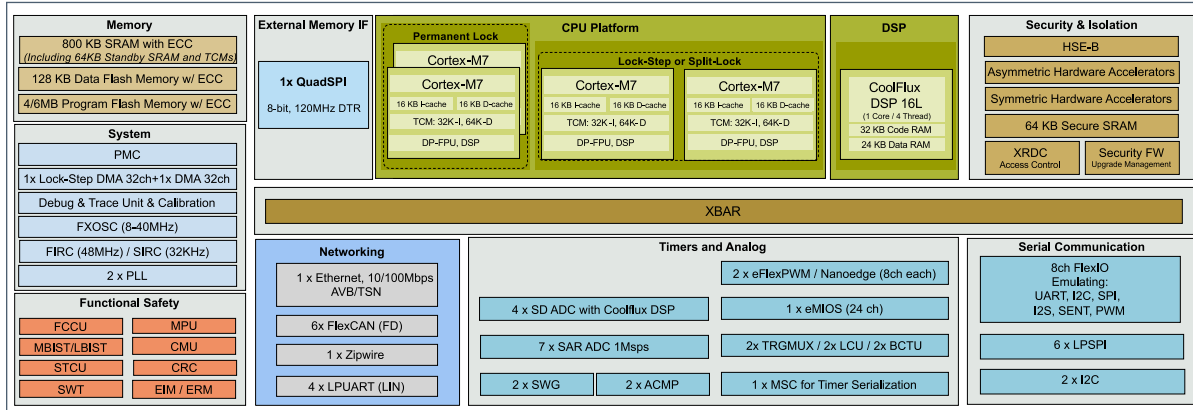 Memory
800 KB SRAM with ECC
(Including 64KB Standby SRAM and TCMs)
128 KB Data Flash Memory w/ ECC
4/6MB Program Flash Memory w/ ECC
System
PMC
1x Lock-Step DMA 32ch+1x DMA 32ch
Debug & Trace Unit & Calibration
FXOSC (8-40MHz)
FIRC (48MHz) / SIRC (32KHz)
2 x PLL
Functional Safety
FCCU
MPU
MBIST/LBIST
CMU
STCU
CRC
SWT
EIM / ERM
External Memory IF
1x QuadSPI
8-bit, 120MHz DTR
CPU Platform
Permanent Lock
Cortex-M7
Cortex-M7
16 KB I-cache
16 KB D-cache
TCM: 32K-I, 64K-D
DP-FPU, DSP
Lock-Step or Split-Lock
Cortex-M7
16 KB I-cache
16 KB D-cache
TCM: 32K-I, 64K-D
DP-FPU, DSP
Cortex-M7
16 KB I-cache
16 KB D-cache
TCM: 32K-I, 64K-D
DP-FPU, DSP
DSP
CoolFlux
DSP 16L
(1 Core / 4 Thread)
32 KB Code RAM
24 KB Data RAM
Security & Isolation
HSE-B
Asymmetric Hardware Accelerators
Symmetric Hardware Accelerators
64 KB Secure SRAM
XRDC
Access Control
Security FW
Upgrade Management
XBAR
Networking
1 x Ethernet, 10/100Mbps
AVB/TSN
6x FlexCAN (FD)
1 x Zipwire
4 x LPUART (LIN)
Timers and Analog
2 x eFlexPWM / Nanoedge (8ch each)
4 x SD ADC with Coolflux DSP
1 x eMIOS (24 ch)
7 x SAR ADC 1Msps
2x TRGMUX / 2x LCU / 2x BCTU
2 x SWG
2 x ACMP
1 x MSC for Timer Serialization
Serial Communication
8ch FlexIO
Emulating:
UART, I2C, SPI,
I2S, SENT, PWM
6 x LPSPI
2 x I2C